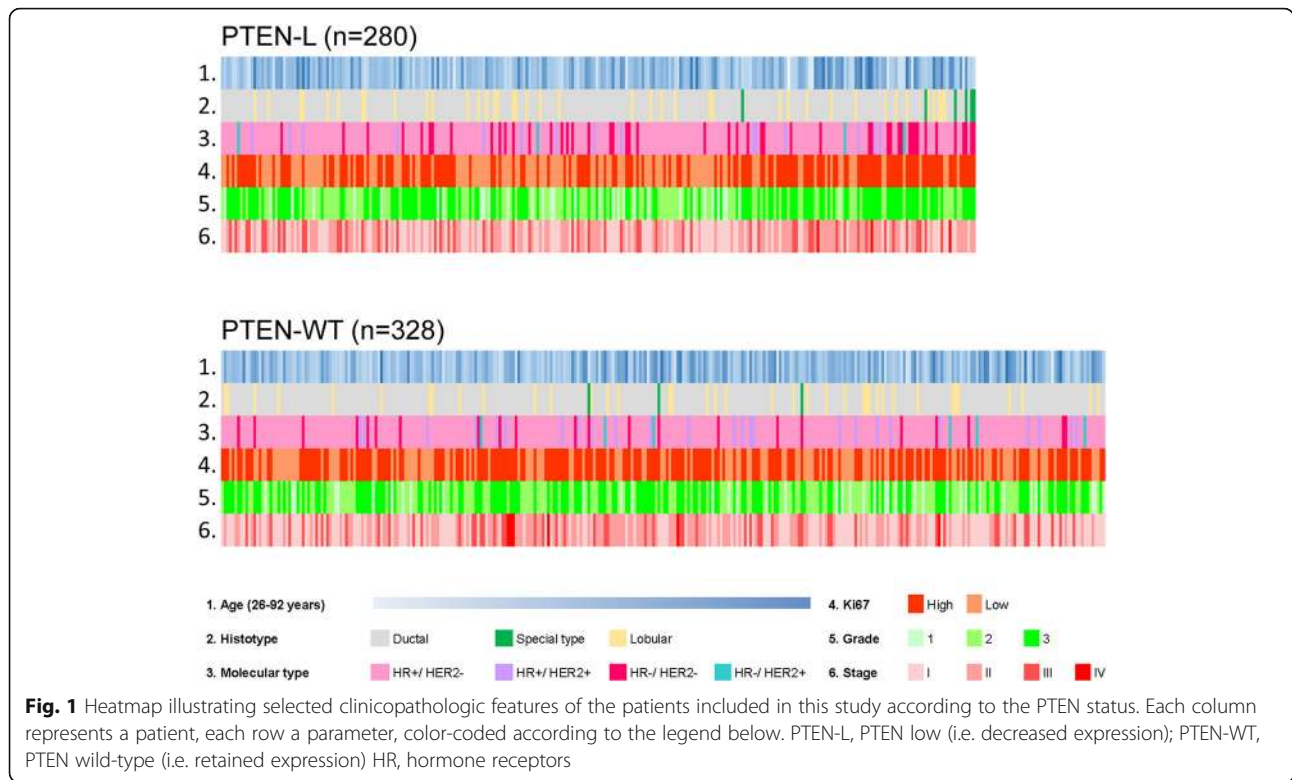 PTEN-L (n=280)
1.
2.
3.
4.
5.
6.
PTEN-WT (n=328)
1.
2.
3.
4.
5.
6.
1. Age (26-92 years)
4. Ki67 High Low
2. Histotype Ductal Special type Lobular
5. Grade 1 2 3
3. Molecular type HR+/ HER2- HR+/ HER2+ HR-/ HER2- HR-/ HER2+
6. Stage I II III IV
Fig. 1 Heatmap illustrating selected clinicopathologic features of the patients included in this study according to the PTEN status. Each column
represents a patient, each row a parameter, color-coded according to the legend below. PTEN-L, PTEN low (i.e. decreased expression); PTEN-WT,
PTEN wild-type (i.e. retained expression) HR, hormone receptors